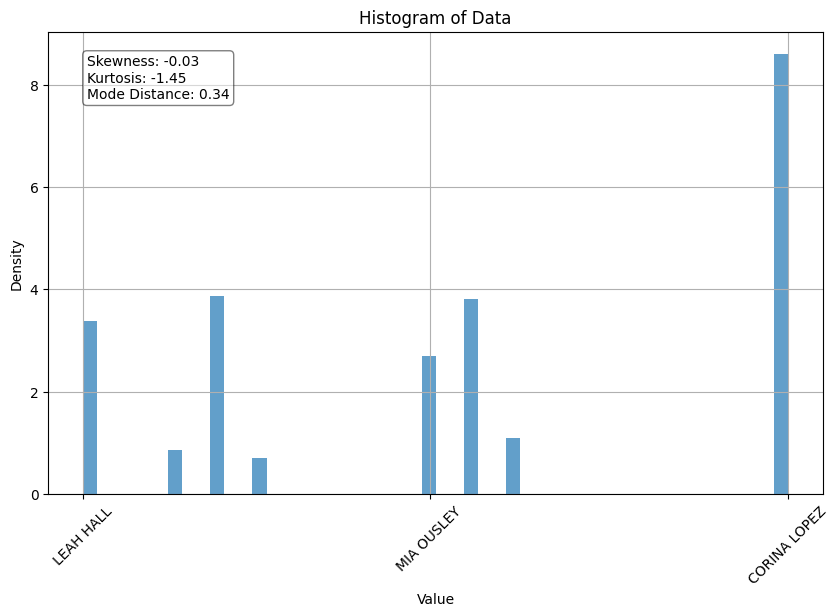 Histogram of Data
Skewness: -0.03
Kurtosis: -1.45
Mode Distance: 0.34
Density
8
6
4
2
0
LEAH HALL
MIA OUSLEY
CORINA LOPEZ
Value